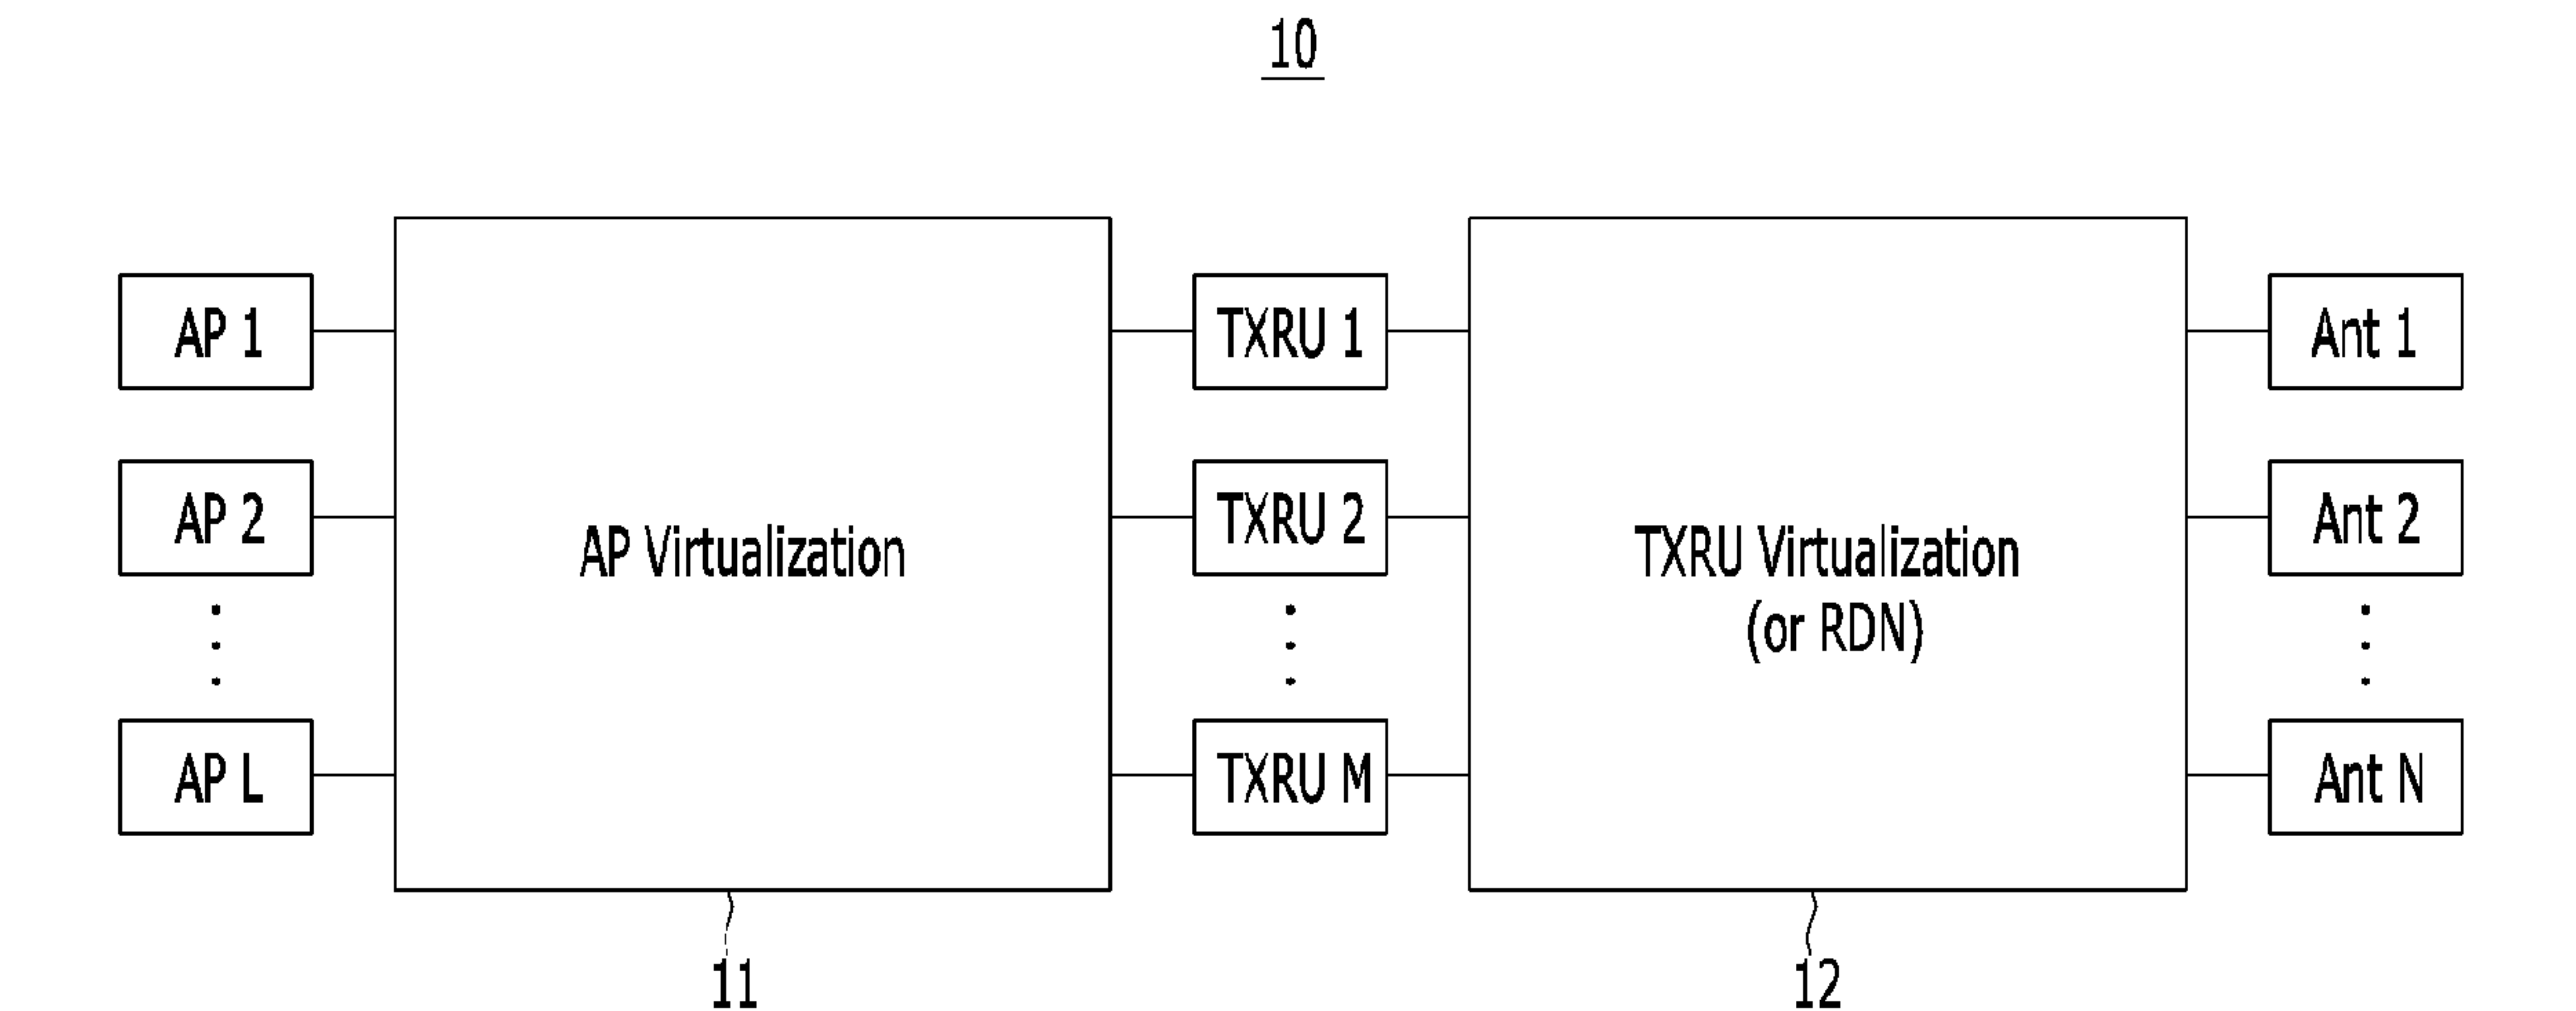 10
AP 1
TXRU 1
Ant 1
AP 2
TXRU 2
Ant 2
AP Virtualization
TXRU Virtualization
(or RDN)
AP L
TXRU M
Ant N
11
12